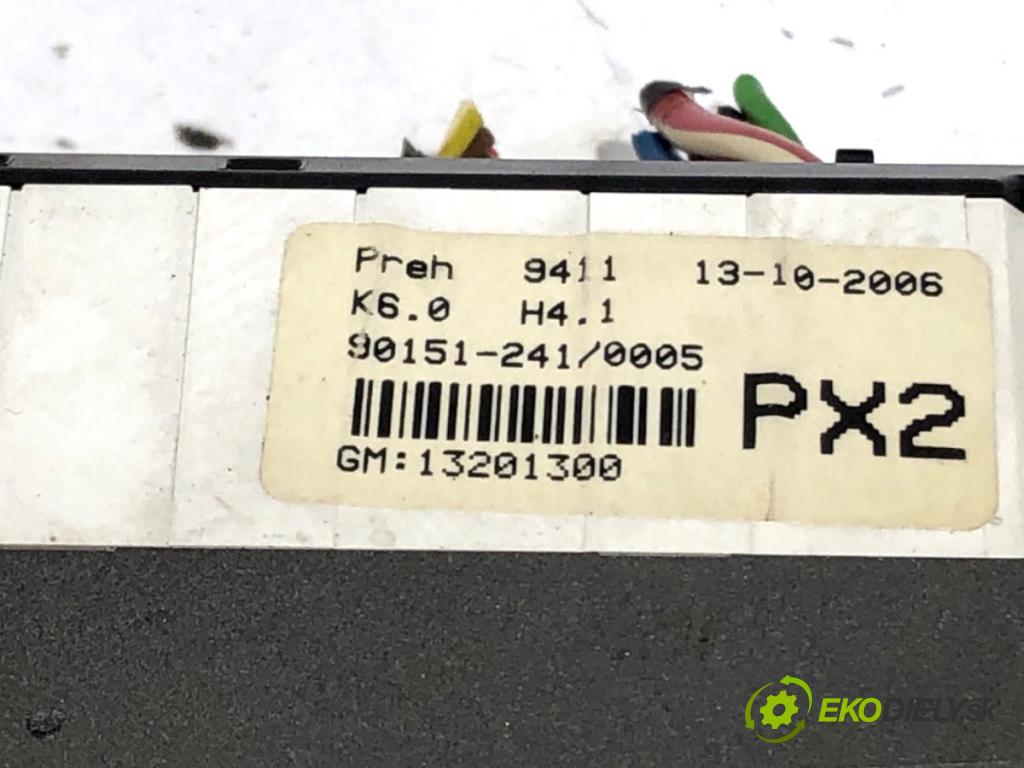 Preh 9411 13-10-2006
K6.0 H4.1
90151-241/0005
PX2
GM:13201300
EKODIELY.SK